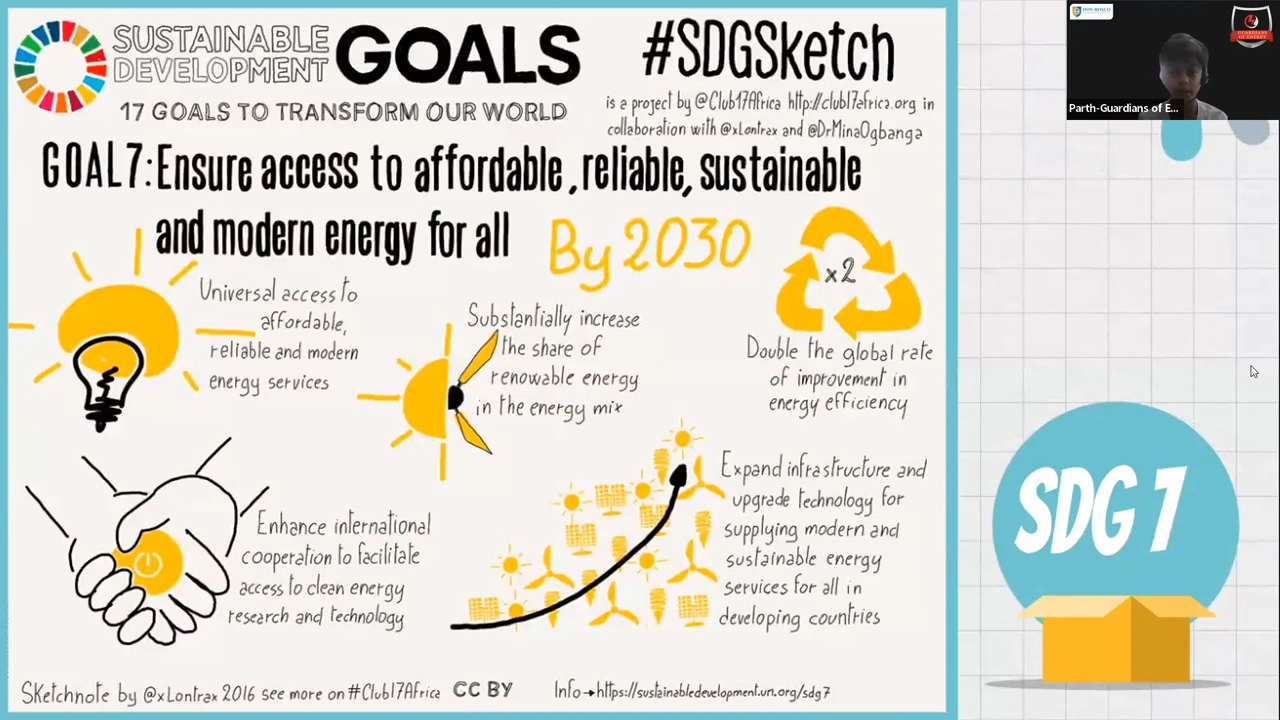 SUSTAINABLE
DEVELOPMENT
GOALS
17 GOALS TO TRANSFORM OUR WORLD
#SDGSketch
is a project by @Club17Africa http://club17africa.org in
collaboration with @xLontrax and @DrMinaOgbanga
GOAL7: Ensure access to affordable, reliable, sustainable
and modern energy for all
By 2030
Universal access to
affordable,
reliable and modern
energy services
Substantially increase
the share of
renowable energy
in the energy mix
x2
Double the global rate
of improvement in
energy efficiency
Enhance international
cooperation to facilitate
access to clean energy
research and technology
Expand infrastructure and
upgrade technology for
supplying modern and
sustainable energy
services for all in
developing countries
Sketchnote by @xLontrax 2016 see more on #Club17Africa
CC BY
Info→https://sustainabledevelopment.un.org/sdg7
DON BOSCO
GUARDIANS
OF ENERGY
Parth-Guardians of E...
SDG 7